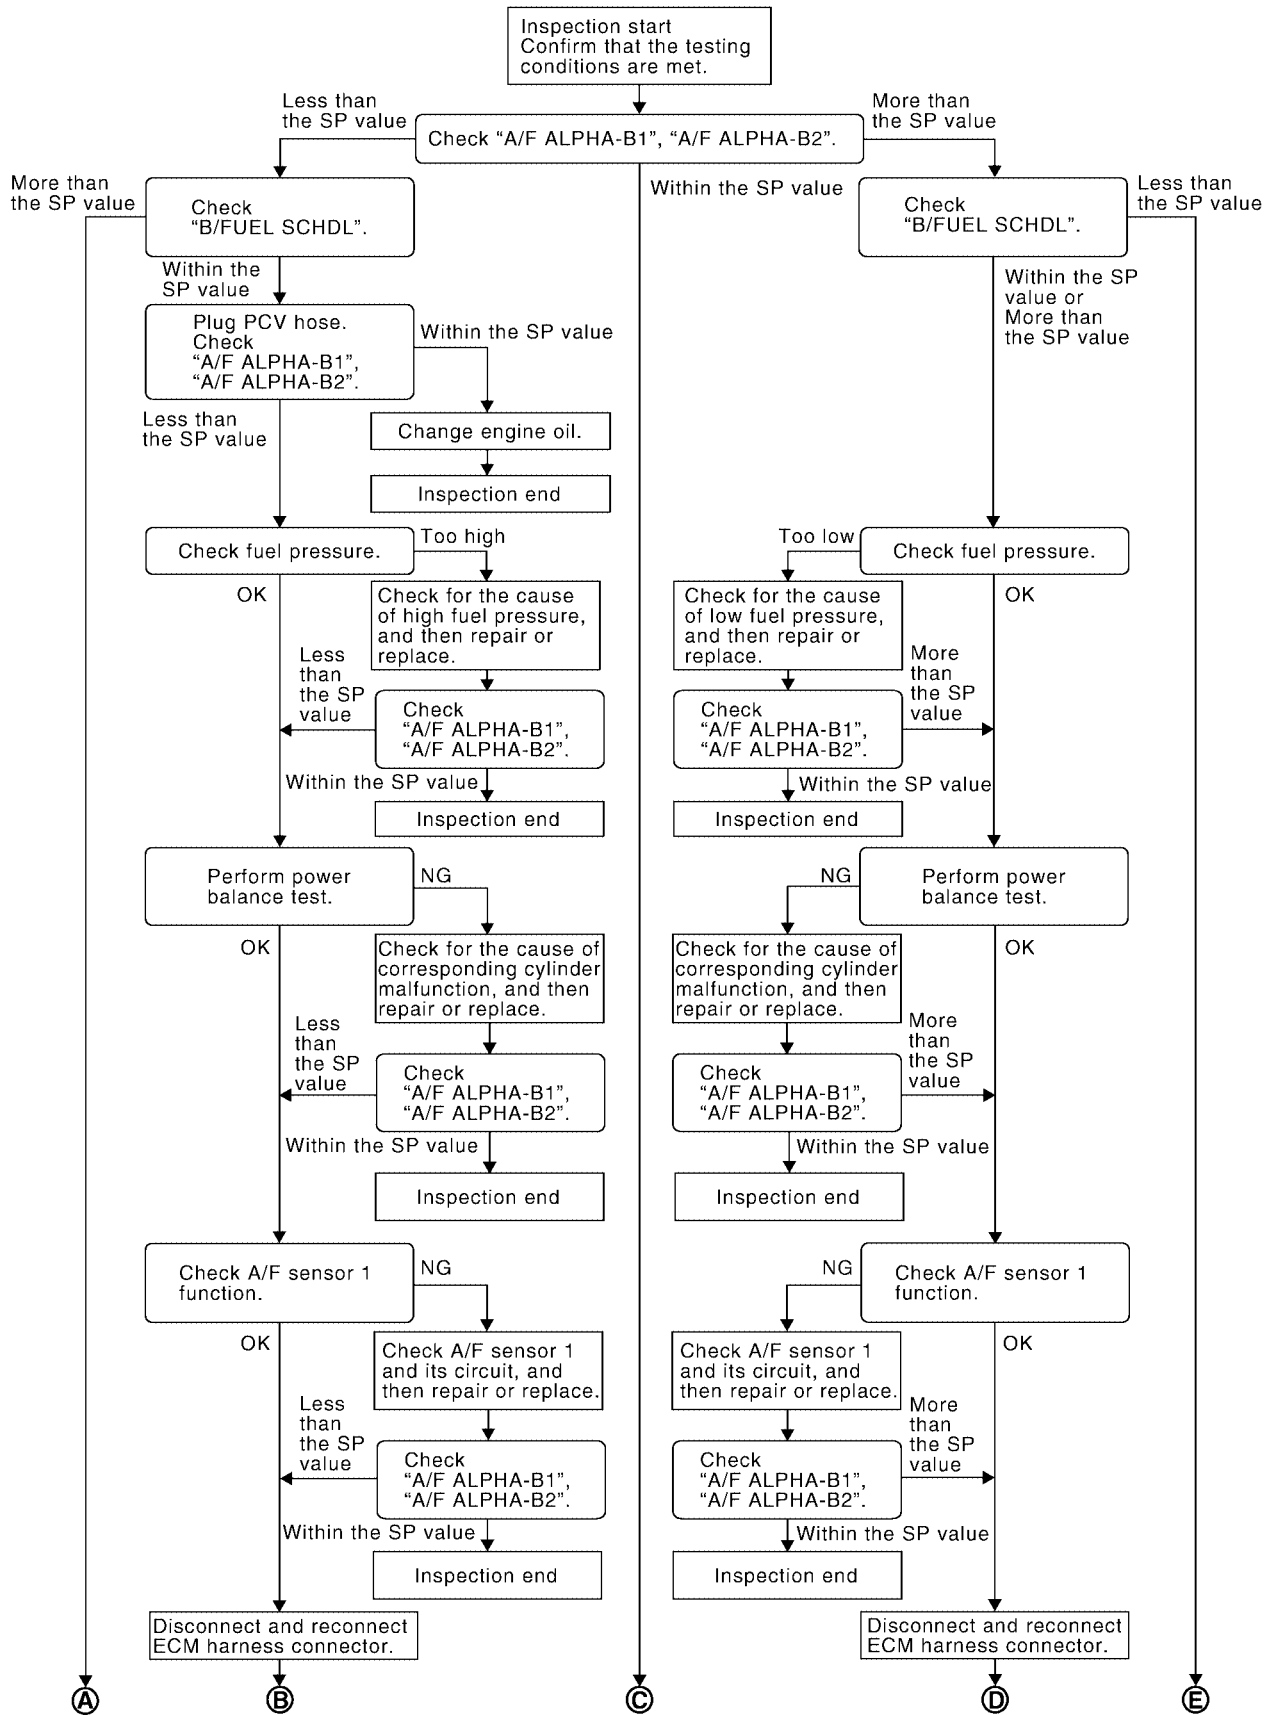 Inspection start
Confirm that the testing
conditions are met.
Less than
the SP value
More than
the SP value
Check “A/F ALPHA-B1”, “A/F ALPHA-B2”.
More than
the SP value
Within the SP value
Less than
the SP value
Check
“B/FUEL SCHDL”.
Check
“B/FUEL SCHDL”.
Within the
SP value
Within the SP
value or
More than
the SP value
Plug PCV hose.
Check
“A/F ALPHA-B1”,
“A/F ALPHA-B2”.
Within the SP value
Less than
the SP value
Change engine oil.
Inspection end
Check fuel pressure.
Too high
Too low
Check fuel pressure.
OK
OK
Check for the cause
of high fuel pressure,
and then repair or
replace.
Check for the cause
of low fuel pressure,
and then repair or
replace.
Less
than
the SP
value
More
than
the SP
value
Check
“A/F ALPHA-B1”,
“A/F ALPHA-B2”.
Check
“A/F ALPHA-B1”,
“A/F ALPHA-B2”.
Within the SP value
Within the SP value
Inspection end
Inspection end
Perform power
balance test.
NG
NG
Perform power
balance test.
OK
OK
Check for the cause of
corresponding cylinder
malfunction, and then
repair or replace.
Check for the cause of
corresponding cylinder
malfunction, and then
repair or replace.
Less
than
the SP
value
More
than
the SP
value
Check
“A/F ALPHA-B1”,
“A/F ALPHA-B2”.
Check
“A/F ALPHA-B1”,
“A/F ALPHA-B2”.
Within the SP value
Within the SP value
Inspection end
Inspection end
Check A/F sensor 1
function.
NG
NG
Check A/F sensor 1
function.
OK
OK
Check A/F sensor 1
and its circuit, and
then repair or replace.
Check A/F sensor 1
and its circuit, and
then repair or replace.
Less
than
the SP
value
More
than
the SP
value
Check
“A/F ALPHA-B1”,
“A/F ALPHA-B2”.
Check
“A/F ALPHA-B1”,
“A/F ALPHA-B2”.
Within the SP value
Within the SP value
Inspection end
Inspection end
Disconnect and reconnect
ECM harness connector.
Disconnect and reconnect
ECM harness connector.
A
B
C
D
E